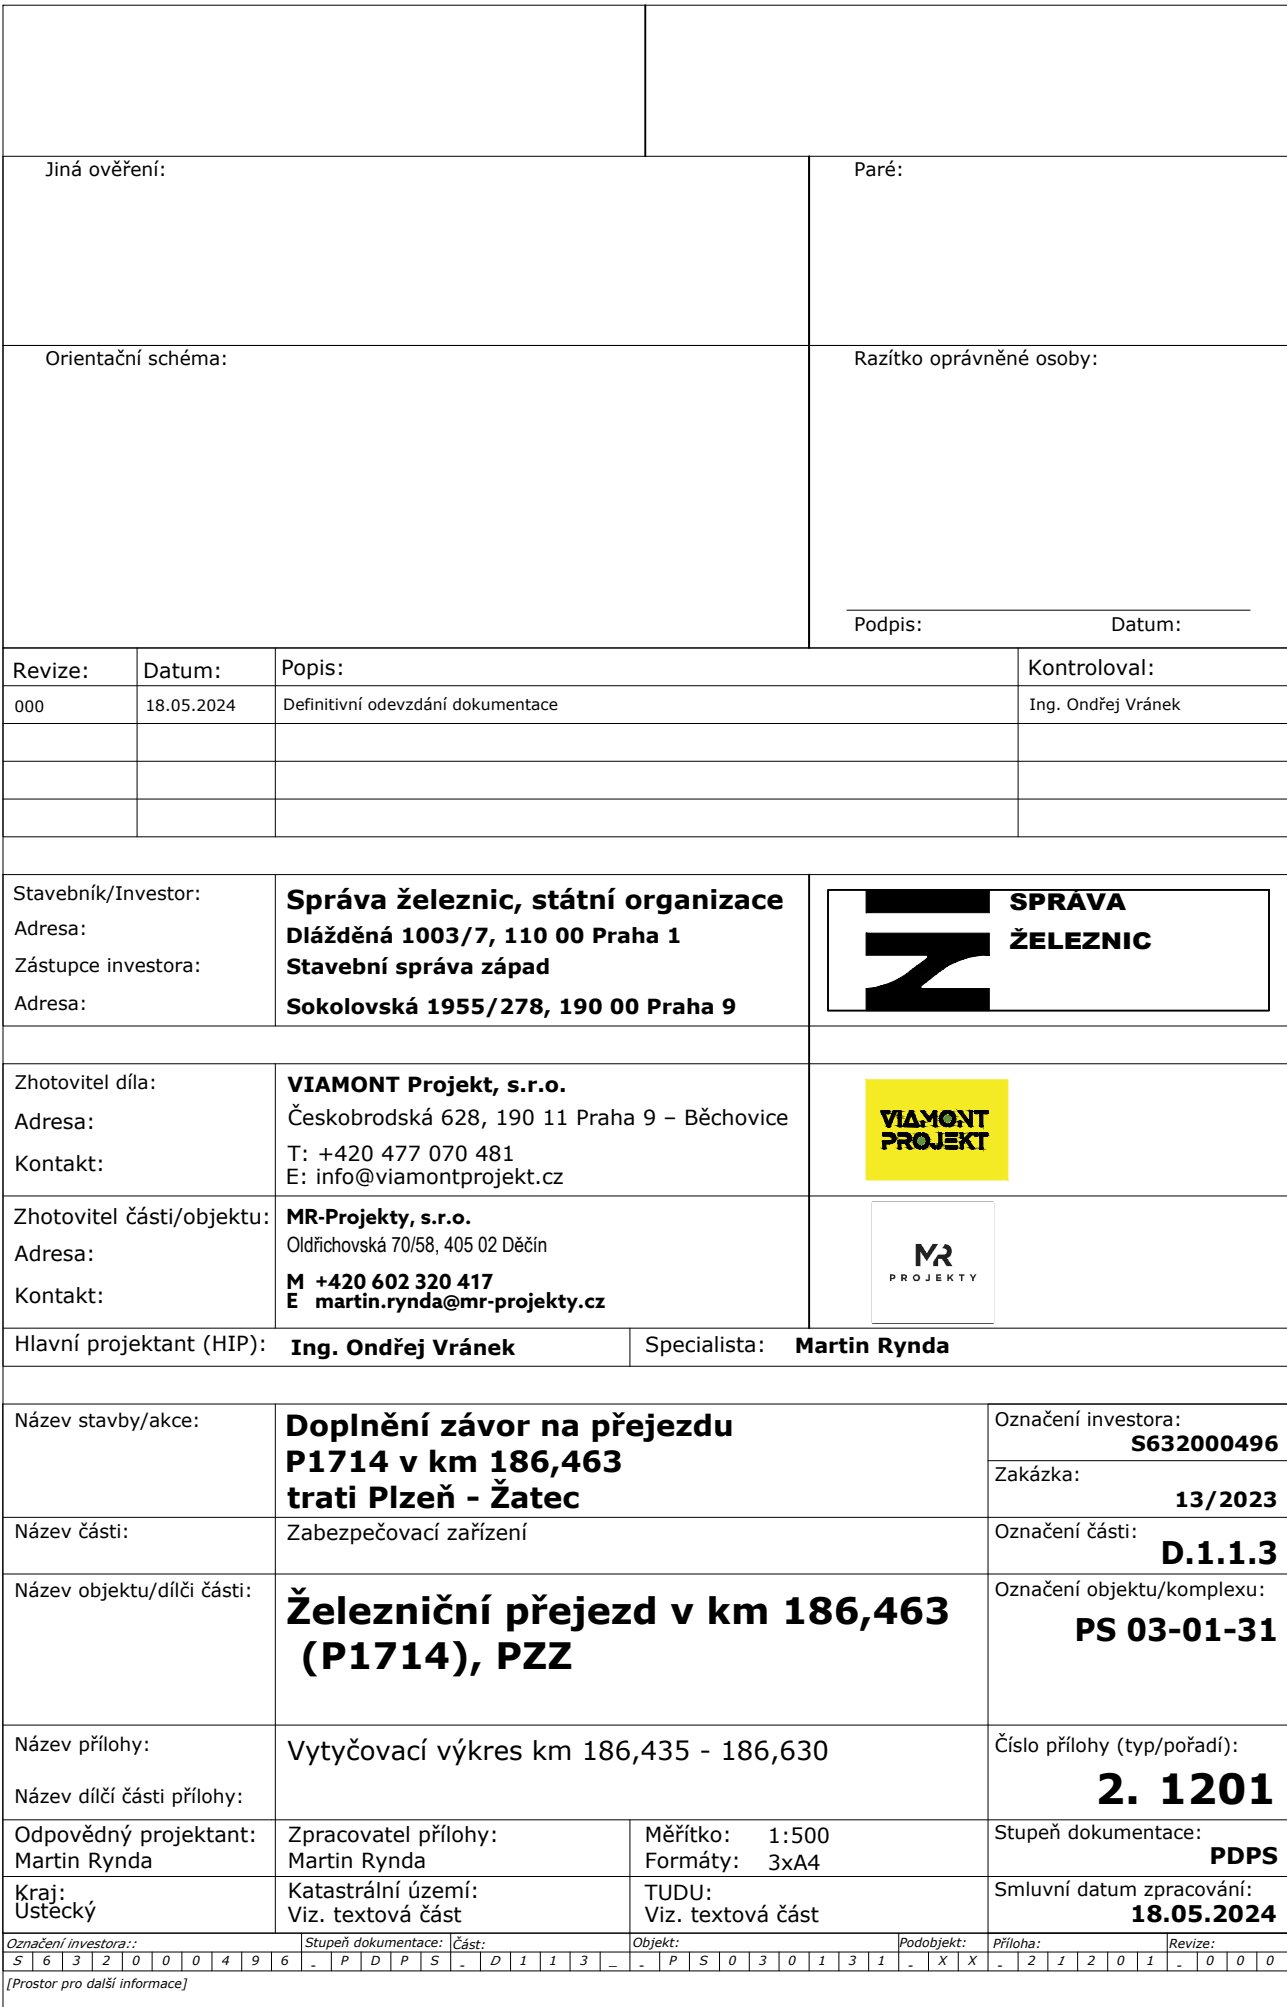 Jiná ověření:
Paré:
Orientační schéma:
Razítko oprávněné osoby:
Podpis: Datum:
Revize: Datum: Popis: Kontroloval:
000 18.05.2024 Definitivní odevzdání dokumentace Ing. Ondřej Vránek
Stavebník/Investor: Správa železnic, státní organizace
Adresa: Dlážděná 1003/7, 110 00 Praha 1
Zástupce investora: Stavební správa západ
Adresa: Sokolovská 1955/278, 190 00 Praha 9
SPRÁVA
ŽELEZNIC
Zhotovitel díla: VIAMONT Projekt, s.r.o.
Adresa: Českobrodská 628, 190 11 Praha 9 – Běchovice
Kontakt: T: +420 477 070 481
E: info@viamontprojekt.cz
VIAMONT
PROJEKT
Zhotovitel části/objektu: MR-Projekty, s.r.o.
Adresa: Oldřichovská 70/58, 405 02 Děčín
Kontakt: M +420 602 320 417
E martin.rynda@mr-projekty.cz
MR
PROJEKTY
Hlavní projektant (HIP): Ing. Ondřej Vránek Specialista: Martin Rynda
Název stavby/akce: Doplnění závor na přejezdu
P1714 v km 186,463
trati Plzeň - Žatec
Označení investora:
S632000496
Zakázka:
13/2023
Název části: Zabezpečovací zařízení
Označení části:
D.1.1.3
Název objektu/dílči části: Železniční přejezd v km 186,463
(P1714), PZZ
Označení objektu/komplexu:
PS 03-01-31
Název přílohy: Vytyčovací výkres km 186,435 - 186,630
Název dílčí části přílohy:
Číslo přílohy (typ/pořadí):
2. 1201
Odpovědný projektant: Zpracovatel přílohy: Měřítko: 1:500
Martin Rynda Martin Rynda Formáty: 3xA4
Stupeň dokumentace:
PDPS
Kraj: Katastrální území: TUDU:
Ústecký Viz. textová část Viz. textová část
Smluvní datum zpracování:
18.05.2024
Označení investora:: Stupeň dokumentace: Část: Objekt: Podobjekt: Příloha: Revize:
S 6 3 2 0 0 0 4 9 6 _ P D P S _ D 1 1 3 _ _ P S 0 3 0 1 3 1 _ X X _ 2 1 2 0 1 _ 0 0 0
[Prostor pro další informace]